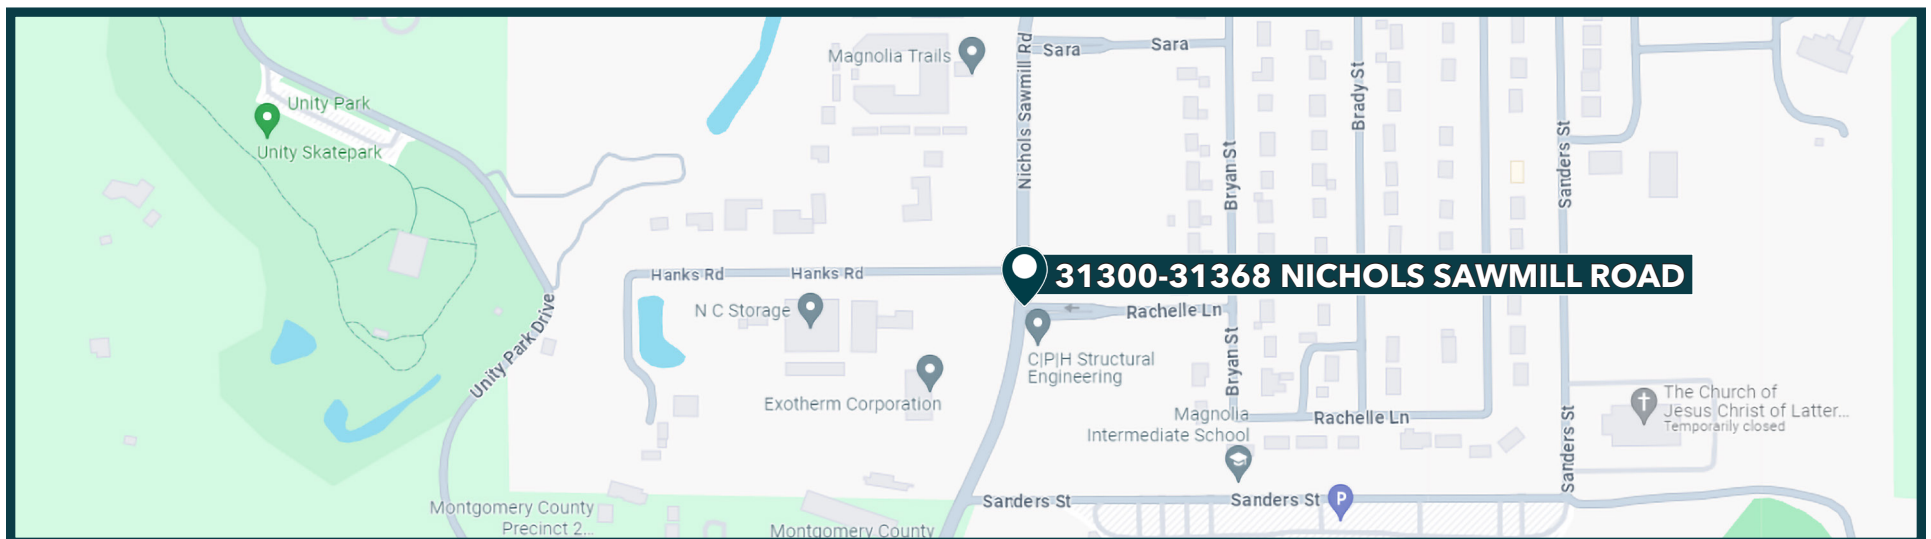 Sara
Sara
Magnolia Trails
Nichols Sawmill Rd
Brady St
Unity Park
Unity Skatepark
Bryan St
Sanders St
Hanks Rd
Hanks Rd
31300-31368 NICHOLS SAWMILL ROAD
N C Storage
Rachelle Ln
Unity Park Drive
C|P|H Structural
Engineering
Bryan St
Exotherm Corporation
The Church of
Jesus Christ of Latter...
Temporarily closed
Magnolia
Intermediate School
Rachelle Ln
Sanders St
Sanders St
Sanders St
P
Montgomery County
Precinct 2...
Montgomery County